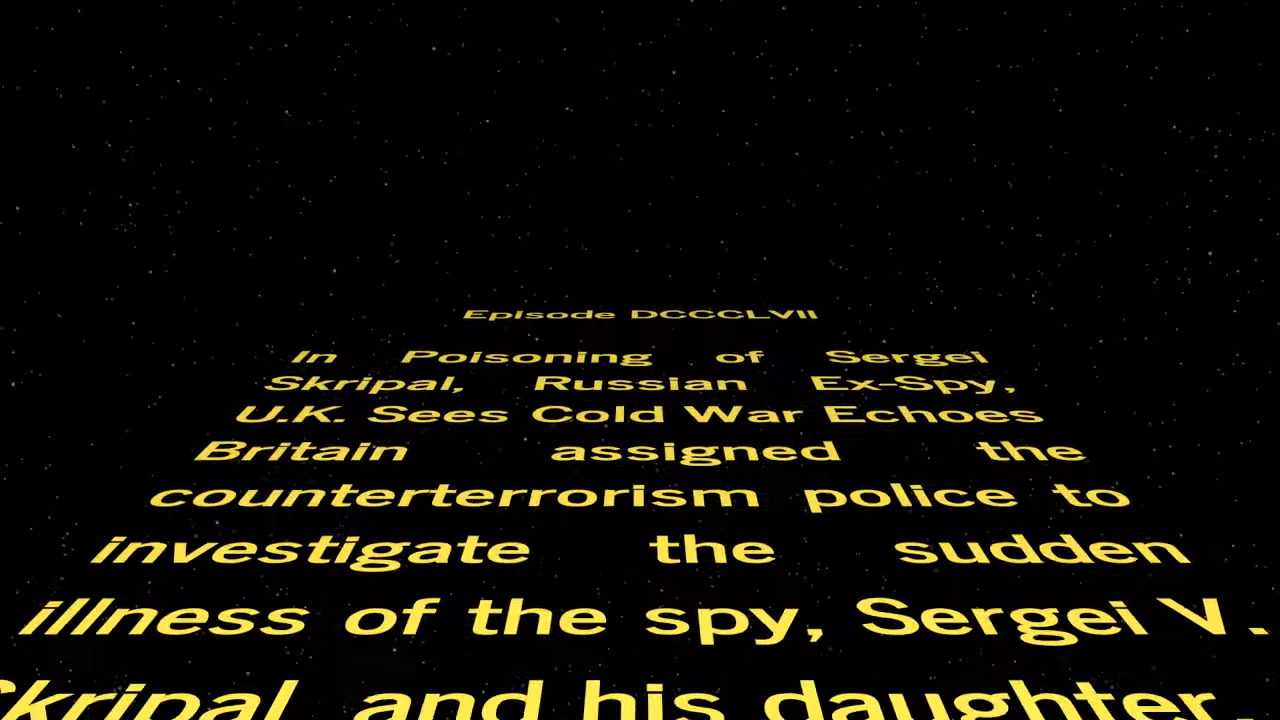 Episode DCCCLVII
In Poisoning of Sergei
Skripal, Russian Ex-Spy,
U.K. Sees Cold War Echoes
Britain assigned the
counterterrorism police to
investigate the sudden
illness of the spy, Sergei V.
Skripal, and his daughter,